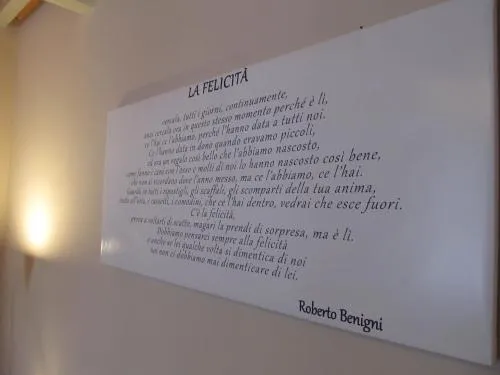 LA FELICITÀ
cercala, tutti i giorni, continuamente,
anzi cercala ora in questo stesso momento perché è lì,
ce l'hai ce l'abbiamo, perché l'hanno data a tutti noi.
Ce l'hanno data in dono quando eravamo piccoli,
ed era un regalo così bello che l'abbiamo nascosto,
come fanno i cani con l'osso e molti di noi lo hanno nascosto così bene,
che non si ricordano dove l'anno messo, ma ce l'abbiamo, ce l'hai.
Guarda in tutti i ripostigli, gli scaffali, gli scomparti della tua anima,
butta all'aria, i cassetti, i comodini, che ce l'hai dentro, vedrai che esce fuori.
C'è la felicità,
prova a voltarti di scatto, magari la prendi di sorpresa, ma è lì.
Dobbiamo pensarci sempre alla felicità
e anche se lei qualche volta si dimentica di noi
noi non ci dobbiamo mai dimenticare di lei.
Roberto Benigni